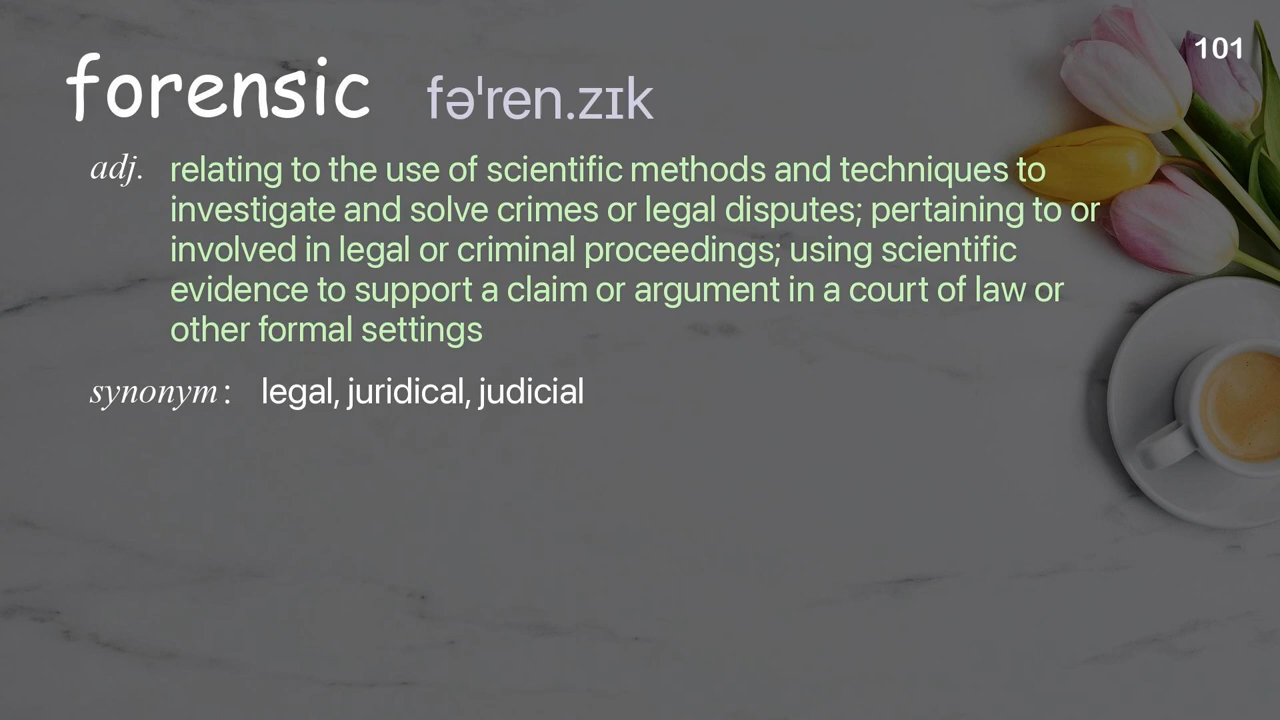 101
forensic fə'ren.zɪk
adj. relating to the use of scientific methods and techniques to
investigate and solve crimes or legal disputes; pertaining to or
involved in legal or criminal proceedings; using scientific
evidence to support a claim or argument in a court of law or
other formal settings
synonym: legal, juridical, judicial